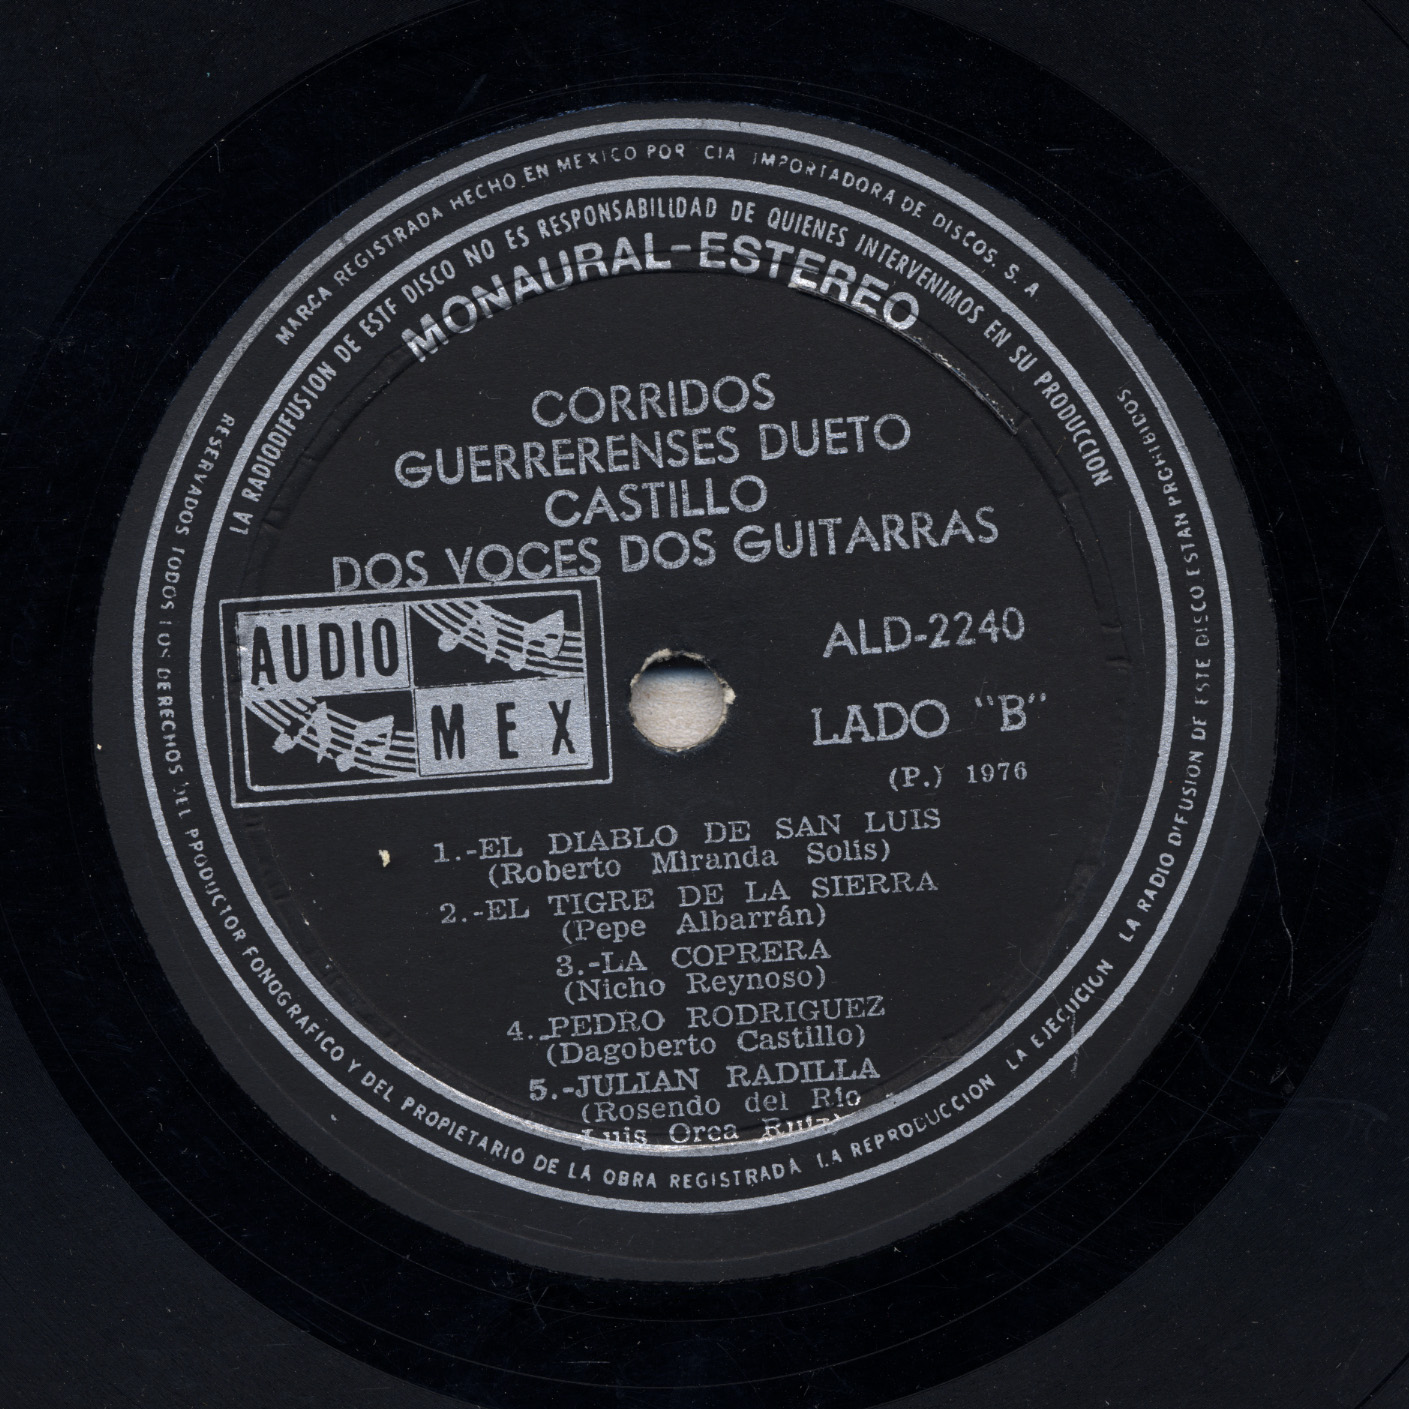 MARCA REGISTRADA HECHO EN MEXICO POR CIA IMPORTADORA DE DISCOS, S. A.
LA RADIODIFUSION DE ESTE DISCO NO ES RESPONSABILIDAD DE QUIENES INTERVENIMOS EN SU PRODUCCION
MONAURAL-ESTEREO
CORRIDOS
GUERRERENSES DUETO
CASTILLO
DOS VOCES DOS GUITARRAS
AUDIO
MEX
ALD-2240
LADO "B"
(P.) 1976
1.-EL DIABLO DE SAN LUIS
(Roberto Miranda Solis)
2.-EL TIGRE DE LA SIERRA
(Pepe Albarrán)
3.-LA COPRERA
(Nicho Reynoso)
4.-PEDRO RODRIGUEZ
(Dagoberto Castillo)
5.-JULIAN RADILLA
(Rosendo del Río
Luis Orca Ruiz)
RESERVADOS TODOS LOS DERECHOS DEL PRODUCTOR FONOGRAFICO Y DEL PROPIETARIO DE LA OBRA REGISTRADA LA REPRODUCCION LA EJECUCION LA RADIO DIFUSION DE ESTE DISCO ESTAN PROHIBIDOS